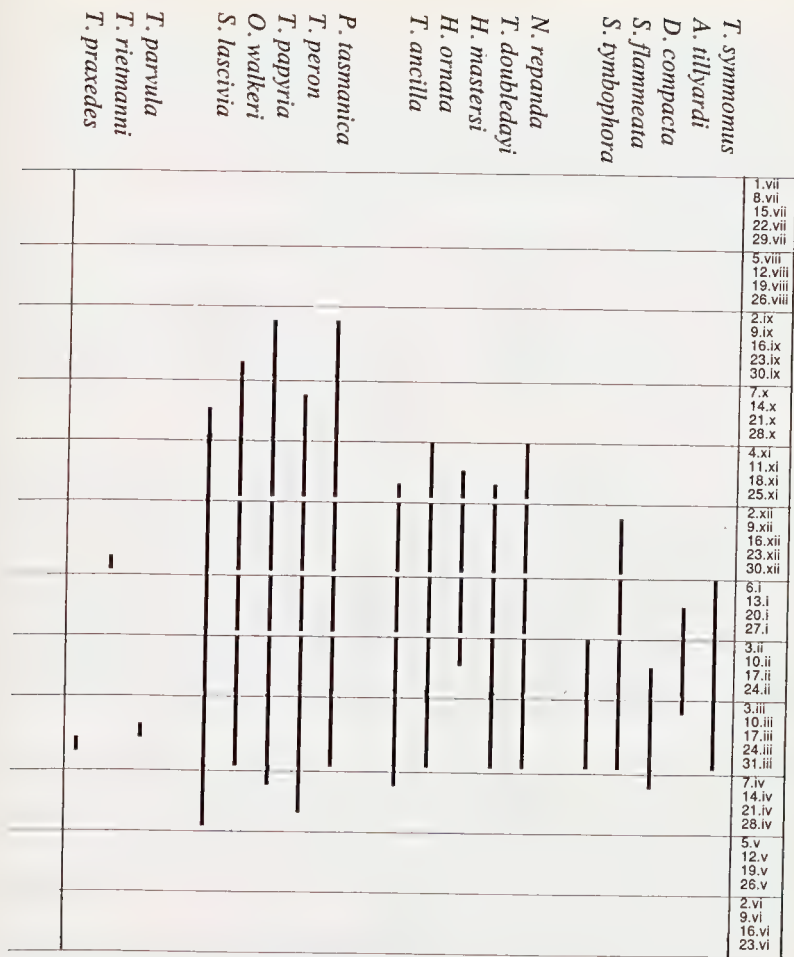 T. symmomus
A. tillyardi
D. compacta
S. flammeata
S. tymbophora
N. repanda
T. doubledayi
H. mastersi
H. ornata
T. ancilla
P. tasmanica
T. peron
T. papyria
O. walkeri
S. lascivia
T. parvula
T. rietmanni
T. praxedes
1.vii
8.vii
15.vii
22.vii
29.vii
5.viii
12.viii
19.viii
26.viii
2.ix
9.ix
16.ix
23.ix
30.ix
7.x
14.x
21.x
28.x
4.xi
11.xi
18.xi
25.xi
2.xii
9.xii
16.xii
23.xii
30.xii
6.i
13.i
20.i
27.i
3.ii
10.ii
17.ii
24.ii
3.iii
10.iii
17.iii
24.iii
31.iii
7.iv
14.iv
21.iv
28.iv
5.v
12.v
19.v
26.v
2.vi
9.vi
16.vi
23.vi